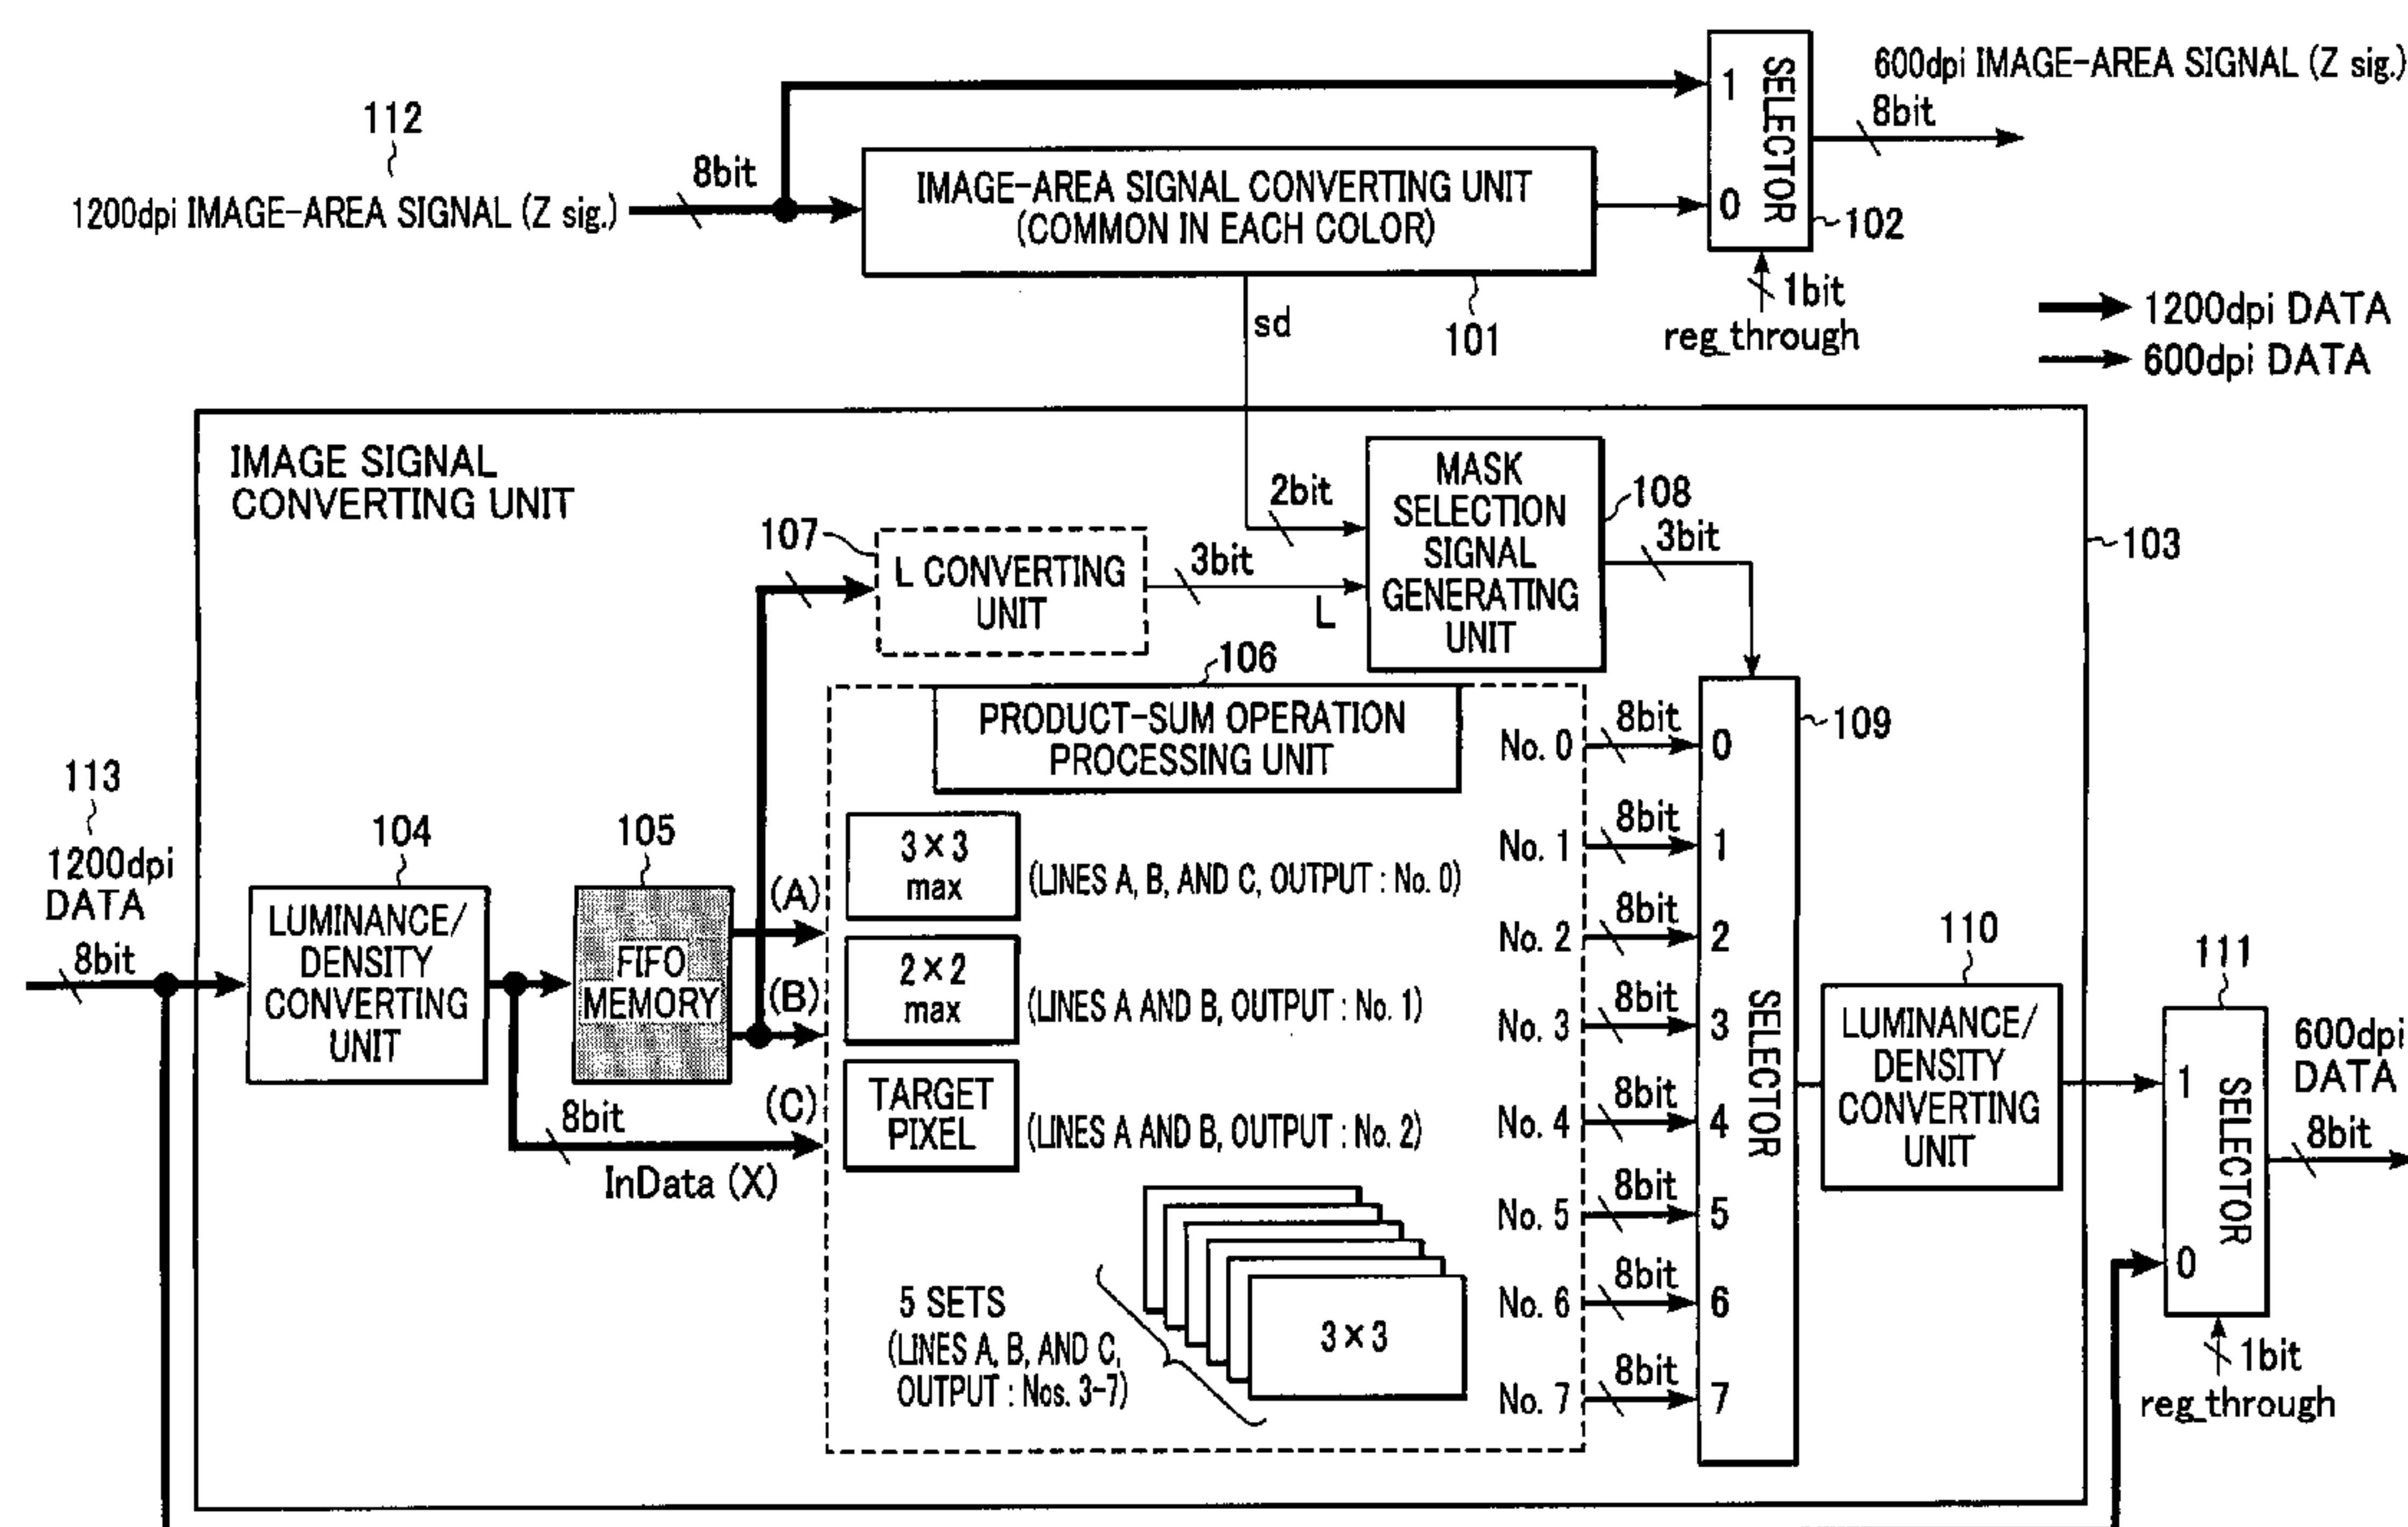 112
1200dpi IMAGE-AREA SIGNAL (Z sig.)
8bit
IMAGE-AREA SIGNAL CONVERTING UNIT
(COMMON IN EACH COLOR)
101
sd
1
0
SELECTOR
102
1bit
reg_through
600dpi IMAGE-AREA SIGNAL (Z sig.)
8bit
1200dpi DATA
600dpi DATA
IMAGE SIGNAL
CONVERTING UNIT
103
107
L CONVERTING
UNIT
3bit
L
2bit
MASK
SELECTION
SIGNAL
GENERATING
UNIT
108
3bit
113
1200dpi
DATA
8bit
104
LUMINANCE/
DENSITY
CONVERTING
UNIT
105
FIFO
MEMORY
(A)
(B)
(C)
8bit
InData (X)
106
PRODUCT-SUM OPERATION
PROCESSING UNIT
3×3
max
(LINES A, B, AND C, OUTPUT : No. 0)
2×2
max
(LINES A AND B, OUTPUT : No. 1)
TARGET
PIXEL
(LINES A AND B, OUTPUT : No. 2)
5 SETS
(LINES A, B, AND C,
OUTPUT : Nos. 3-7)
3×3
No. 0
8bit
0
No. 1
8bit
1
No. 2
8bit
2
No. 3
8bit
3
No. 4
8bit
4
No. 5
8bit
5
No. 6
8bit
6
No. 7
8bit
7
SELECTOR
109
110
LUMINANCE/
DENSITY
CONVERTING
UNIT
111
1
0
SELECTOR
1bit
reg_through
600dpi
DATA
8bit